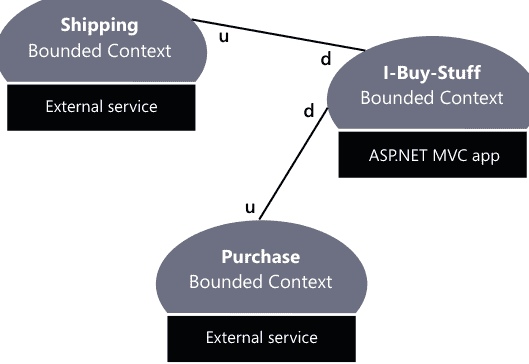 Shipping
Bounded Context
External service
u
d
I-Buy-Stuff
Bounded Context
ASP.NET MVC app
d
u
Purchase
Bounded Context
External service